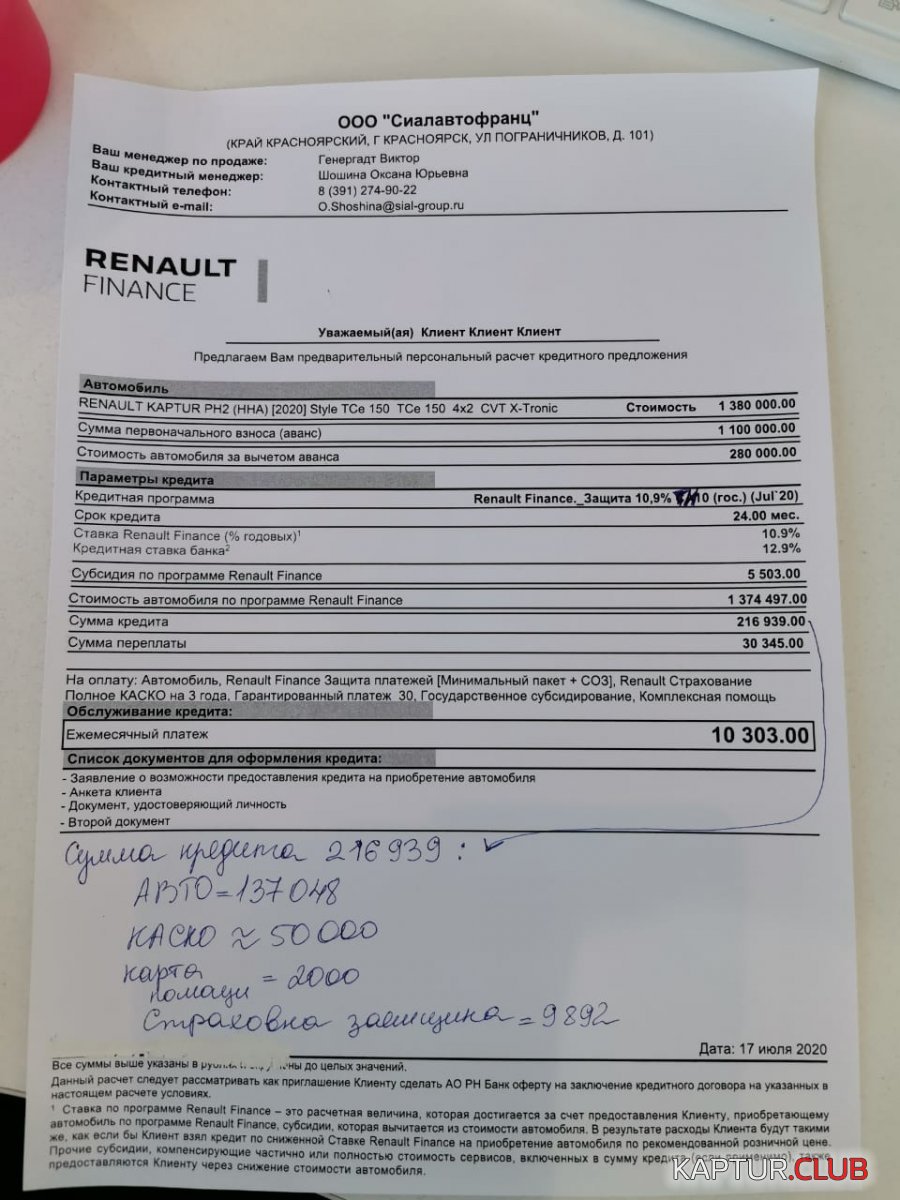 ООО "Сиалавтофранц"
(КРАЙ КРАСНОЯРСКИЙ, Г КРАСНОЯРСК, УЛ ПОГРАНИЧНИКОВ, Д. 101)
Ваш менеджер по продаже: Генергадт Виктор
Ваш кредитный менеджер: Шошина Оксана Юрьевна
Контактный телефон: 8 (391) 274-90-22
Контактный e-mail: O.Shoshina@sial-group.ru
RENAULT
FINANCE
Уважаемый(ая) Клиент Клиент Клиент
Предлагаем Вам предварительный персональный расчет кредитного предложения
Автомобиль
RENAULT KAPTUR PH2 (HHA) [2020] Style TCe 150 TCe 150 4x2 CVT X-Tronic Стоимость 1 380 000.00
Сумма первоначального взноса (аванс) 1 100 000.00
Стоимость автомобиля за вычетом аванса 280 000.00
Параметры кредита
Кредитная программа Renault Finance._Защита 10,9% 10 (гос.) (Jul`20)
Срок кредита 24.00 мес.
Ставка Renault Finance (% годовых)¹ 10.9%
Кредитная ставка банка² 12.9%
Субсидия по программе Renault Finance 5 503.00
Стоимость автомобиля по программе Renault Finance 1 374 497.00
Сумма кредита 216 939.00
Сумма переплаты 30 345.00
На оплату: Автомобиль, Renault Finance Защита платежей [Минимальный пакет + СОЗ], Renault Страхование
Полное КАСКО на 3 года, Гарантированный платеж 30, Государственное субсидирование, Комплексная помощь
Обслуживание кредита:
Ежемесячный платеж 10 303.00
Список документов для оформления кредита:
- Заявление о возможности предоставления кредита на приобретение автомобиля
- Анкета клиента
- Документ, удостоверяющий личность
- Второй документ
Сумма кредита 216939:
АВТО=137048
КАСКО ≈ 50000
карта
помощи = 2000
Страховка заемщика = 9892
Дата: 17 июля 2020
Все суммы выше указаны в до целых значений.
Данный расчет следует рассматривать как приглашение Клиенту сделать АО РН Банк оферту на заключение кредитного договора на указанных в
настоящем расчете условиях.
¹ Ставка по программе Renault Finance – это расчетная величина, которая достигается за счет предоставления Клиенту, приобретающему
автомобиль по программе Renault Finance, субсидии, которая вычитается из стоимости автомобиля. В результате расходы Клиента будут такими
же, как если бы Клиент взял кредит по сниженной Ставке Renault Finance на приобретение автомобиля по рекомендованной розничной цене.
Прочие субсидии, компенсирующие частично или полностью стоимость сервисов, включенных в сумму кредита (если применимо), также
предоставляются Клиенту через снижение стоимости автомобиля.
KAPTUR.CLUB